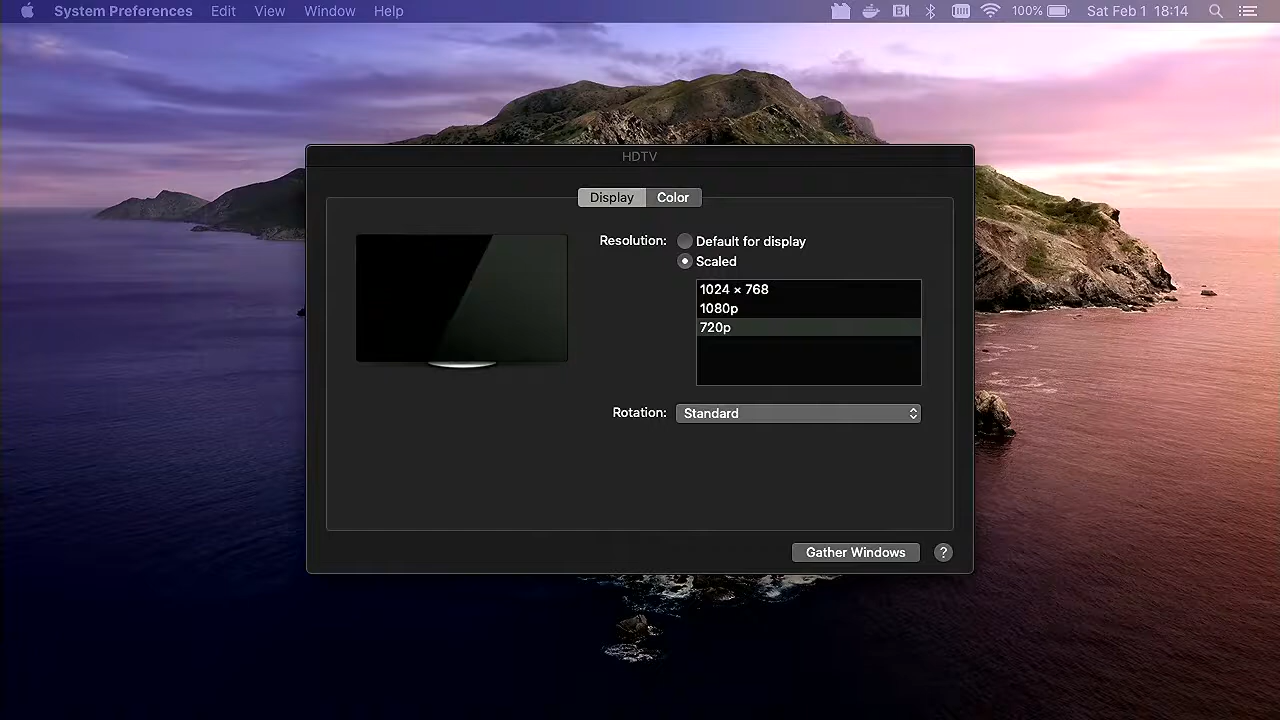 System Preferences Edit View Window Help 100% Sat Feb 1 18:14
HDTV
Display Color
Resolution: Default for display
Scaled
1024 × 768
1080p
720p
Rotation: Standard
Gather Windows ?